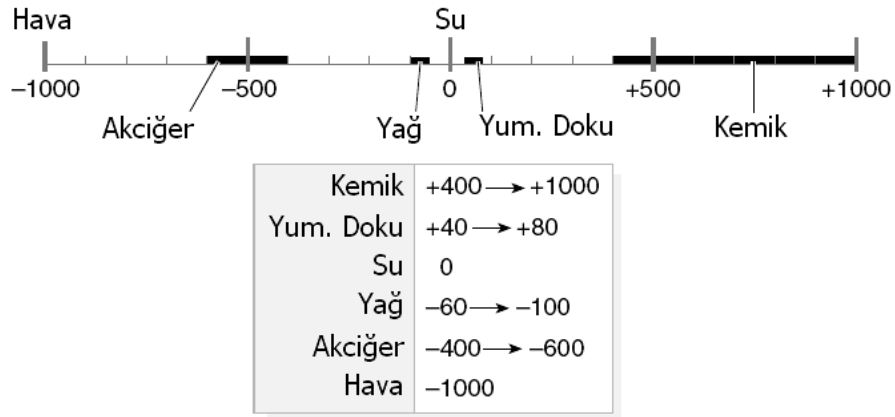 Hava Su
−1000 −500 0 +500 +1000
Akciğer Yağ Yum. Doku Kemik
Kemik +400 → +1000
Yum. Doku +40 → +80
Su 0
Yağ −60 → −100
Akciğer −400 → −600
Hava −1000